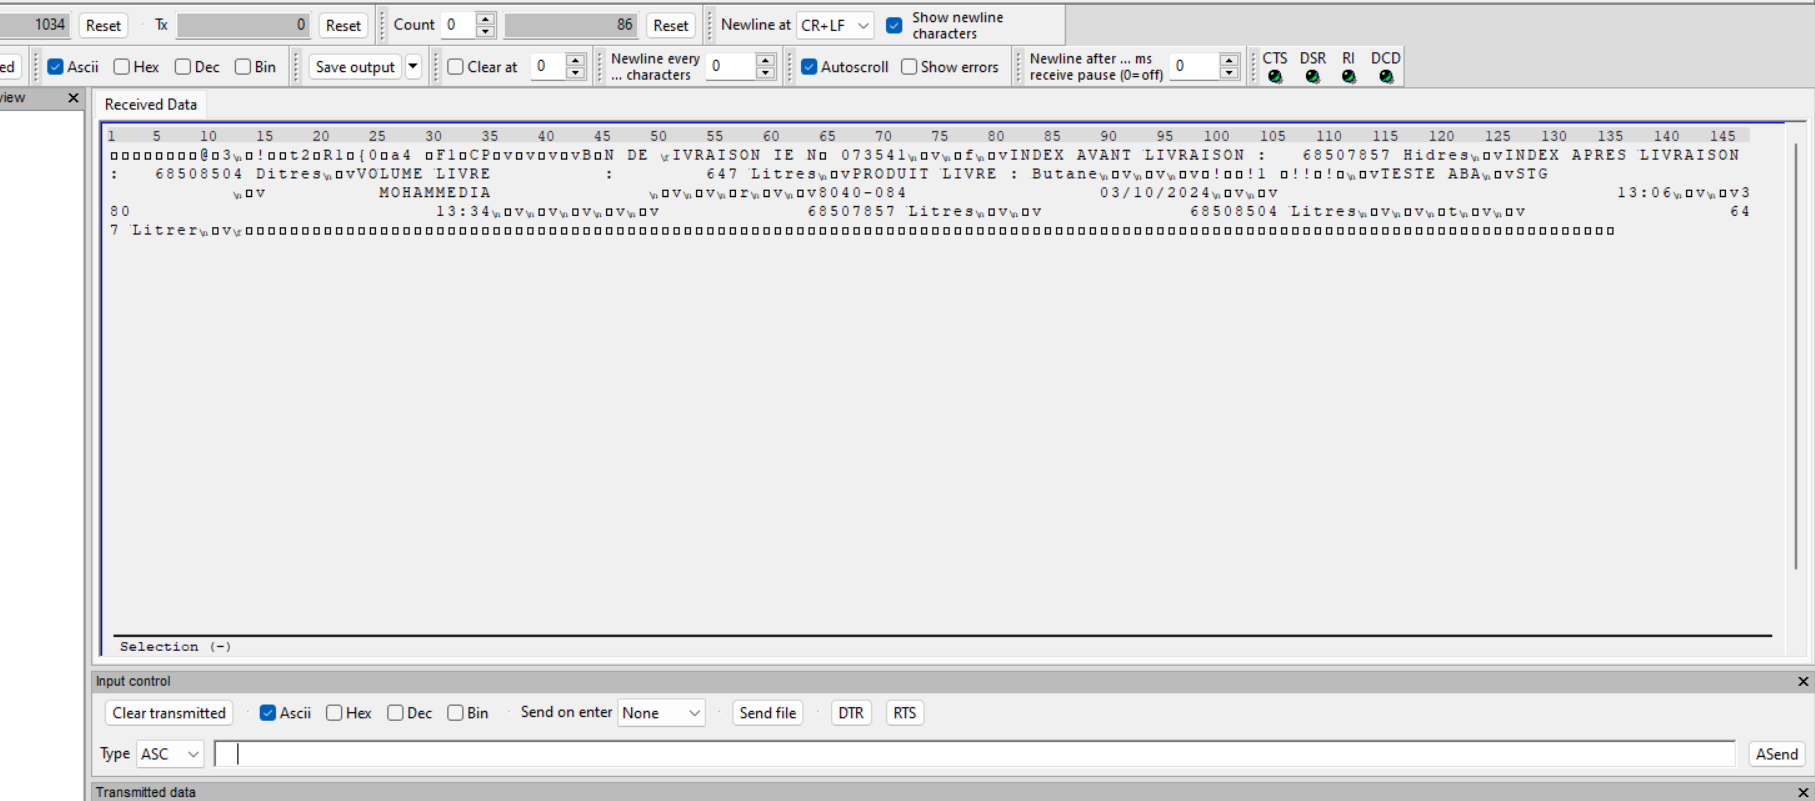 1034 Reset Tx 0 Reset Count 0 86 Reset Newline at CR+LF Show newline characters
ed Ascii Hex Dec Bin Save output Clear at 0 Newline every ... characters 0 Autoscroll Show errors Newline after ... ms receive pause (0=off) 0 CTS DSR RI DCD
view
Received Data
1 5 10 15 20 25 30 35 40 45 50 55 60 65 70 75 80 85 90 95 100 105 110 115 120 125 130 135 140 145
□□□□□□□□@□3\n□!□□t2□R1□{0□a4 □F1□CP□v□v□v□vB□N DE \rIVRAISON IE N□ 073541\n□v\n□f\n□vINDEX AVANT LIVRAISON : 68507857 Hidres\n□vINDEX APRES LIVRAISON
: 68508504 Ditres\n□vVOLUME LIVRE : 647 Litres\n□vPRODUIT LIVRE : Butane\n□v\n□v\n□v□!□□!1 □!!□!□\n□vTESTE ABA\n□vSTG
\n□v MOHAMMEDIA \n□v\n□v\n□r\n□v\n□v8040-084 03/10/2024\n□v\n□v 13:06\n□v\n□v3
80 13:34\n□v\n□v\n□v\n□v 68507857 Litres\n□v\n□v 68508504 Litres\n□v\n□v\n□t\n□v\n□v 64
7 Litrer\n□v\r
Selection (-)
Input control
Clear transmitted Ascii Hex Dec Bin Send on enter None Send file DTR RTS
Type ASC ASend
Transmitted data